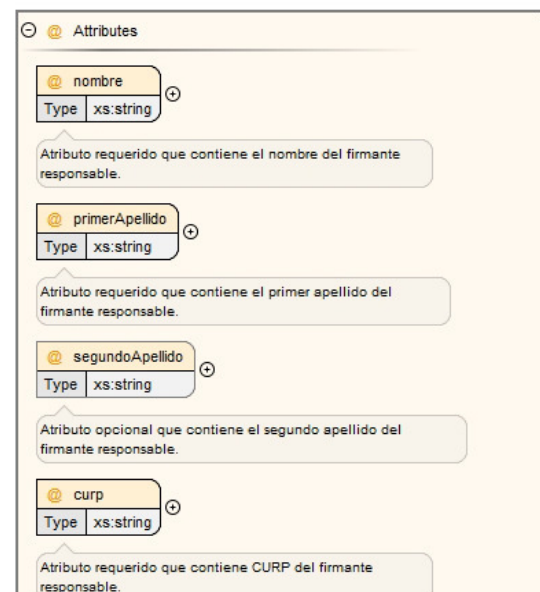 @ Attributes
@ nombre
Type xs:string
Atributo requerido que contiene el nombre del firmante
responsable.
@ primerApellido
Type xs:string
Atributo requerido que contiene el primer apellido del
firmante responsable.
@ segundoApellido
Type xs:string
Atributo opcional que contiene el segundo apellido del
firmante responsable.
@ curp
Type xs:string
Atributo requerido que contiene CURP del firmante
responsable.